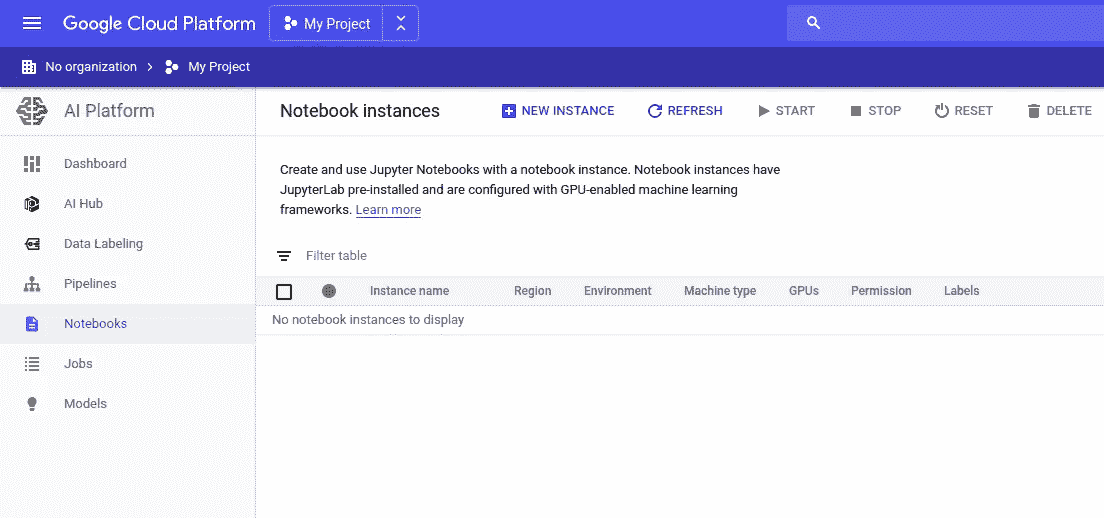 Google Cloud Platform My Project
No organization My Project
AI Platform
Dashboard
AI Hub
Data Labeling
Pipelines
Notebooks
Jobs
Models
Notebook instances NEW INSTANCE REFRESH START STOP RESET DELETE
Create and use Jupyter Notebooks with a notebook instance. Notebook instances have
JupyterLab pre-installed and are configured with GPU-enabled machine learning
frameworks. Learn more
Filter table
Instance name Region Environment Machine type GPUs Permission Labels
No notebook instances to display